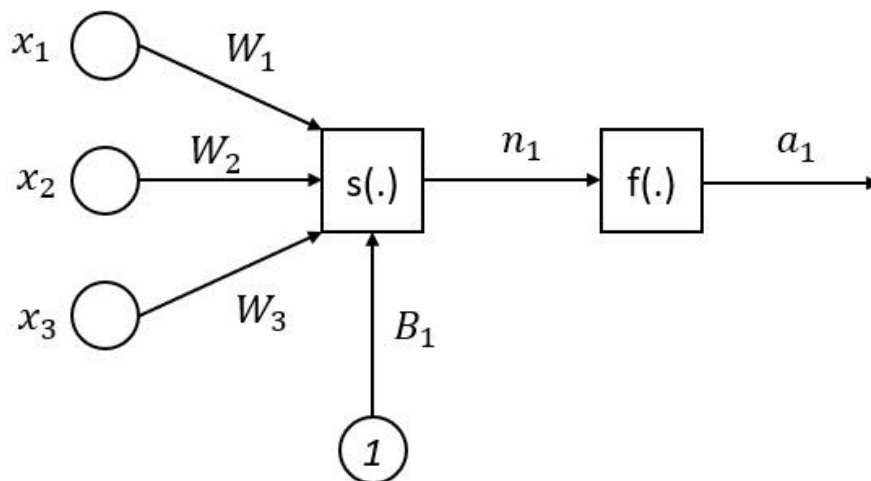 x₁
W₁
x₂
W₂
s(.)
n₁
f(.)
a₁
x₃
W₃
B₁
1